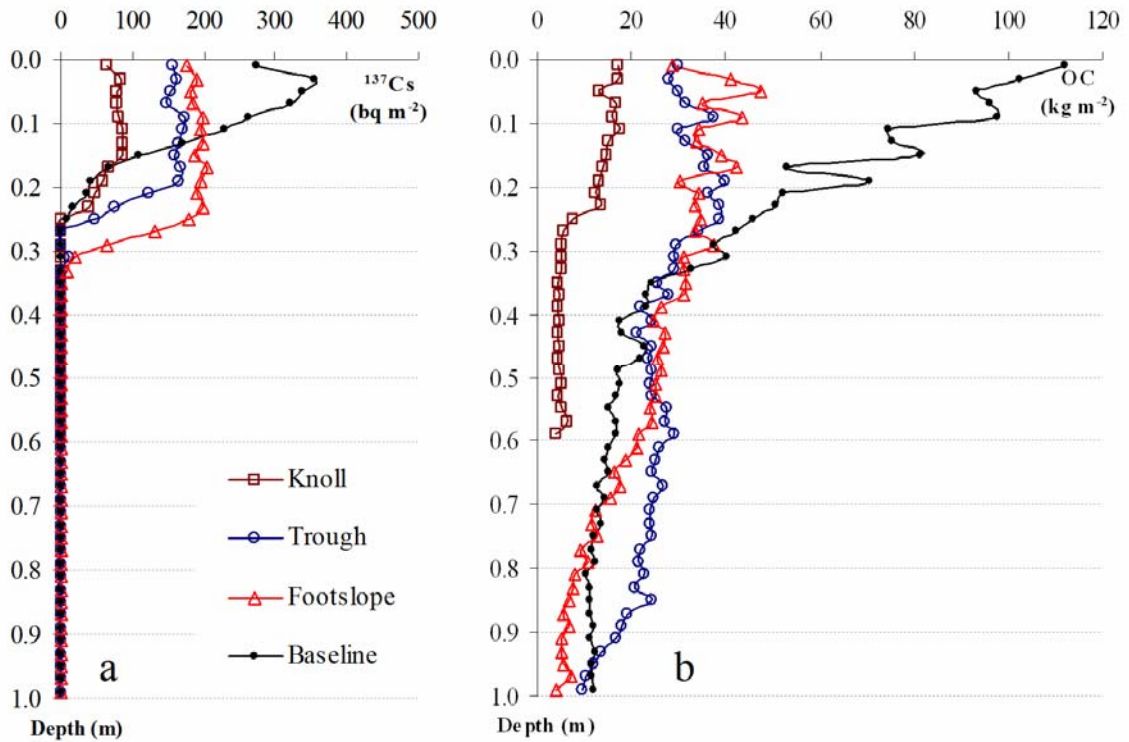 0 100 200 300 400 500
0.0
0.1
0.2
0.3
0.4
0.5
0.6
0.7
0.8
0.9
1.0
¹³⁷Cs
(bq m⁻²)
Knoll
Trough
Footslope
Baseline
a
Depth (m)
0 20 40 60 80 100 120
0.0
0.1
0.2
0.3
0.4
0.5
0.6
0.7
0.8
0.9
1.0
OC
(kg m⁻²)
b
Depth (m)